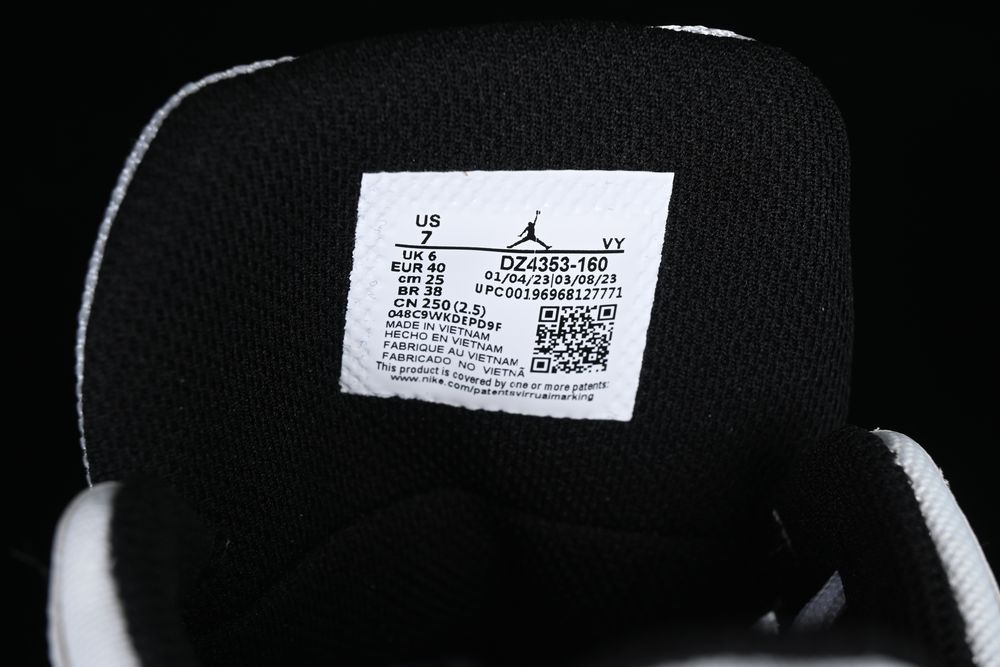 US
7
VY
UK 6
EUR 40
cm 25
BR 38
CN 250 (2.5)
DZ4353-160
01/04/23|03/08/23
UPC00196968127771
048C9WKDEPD9F
MADE IN VIETNAM
HECHO EN VIETNAM
FABRIQUE AU VIETNAM
FABRICADO NO VIETNÃ
This product is covered by one or more patents:
www.nike.com/patentsvirrualmarking